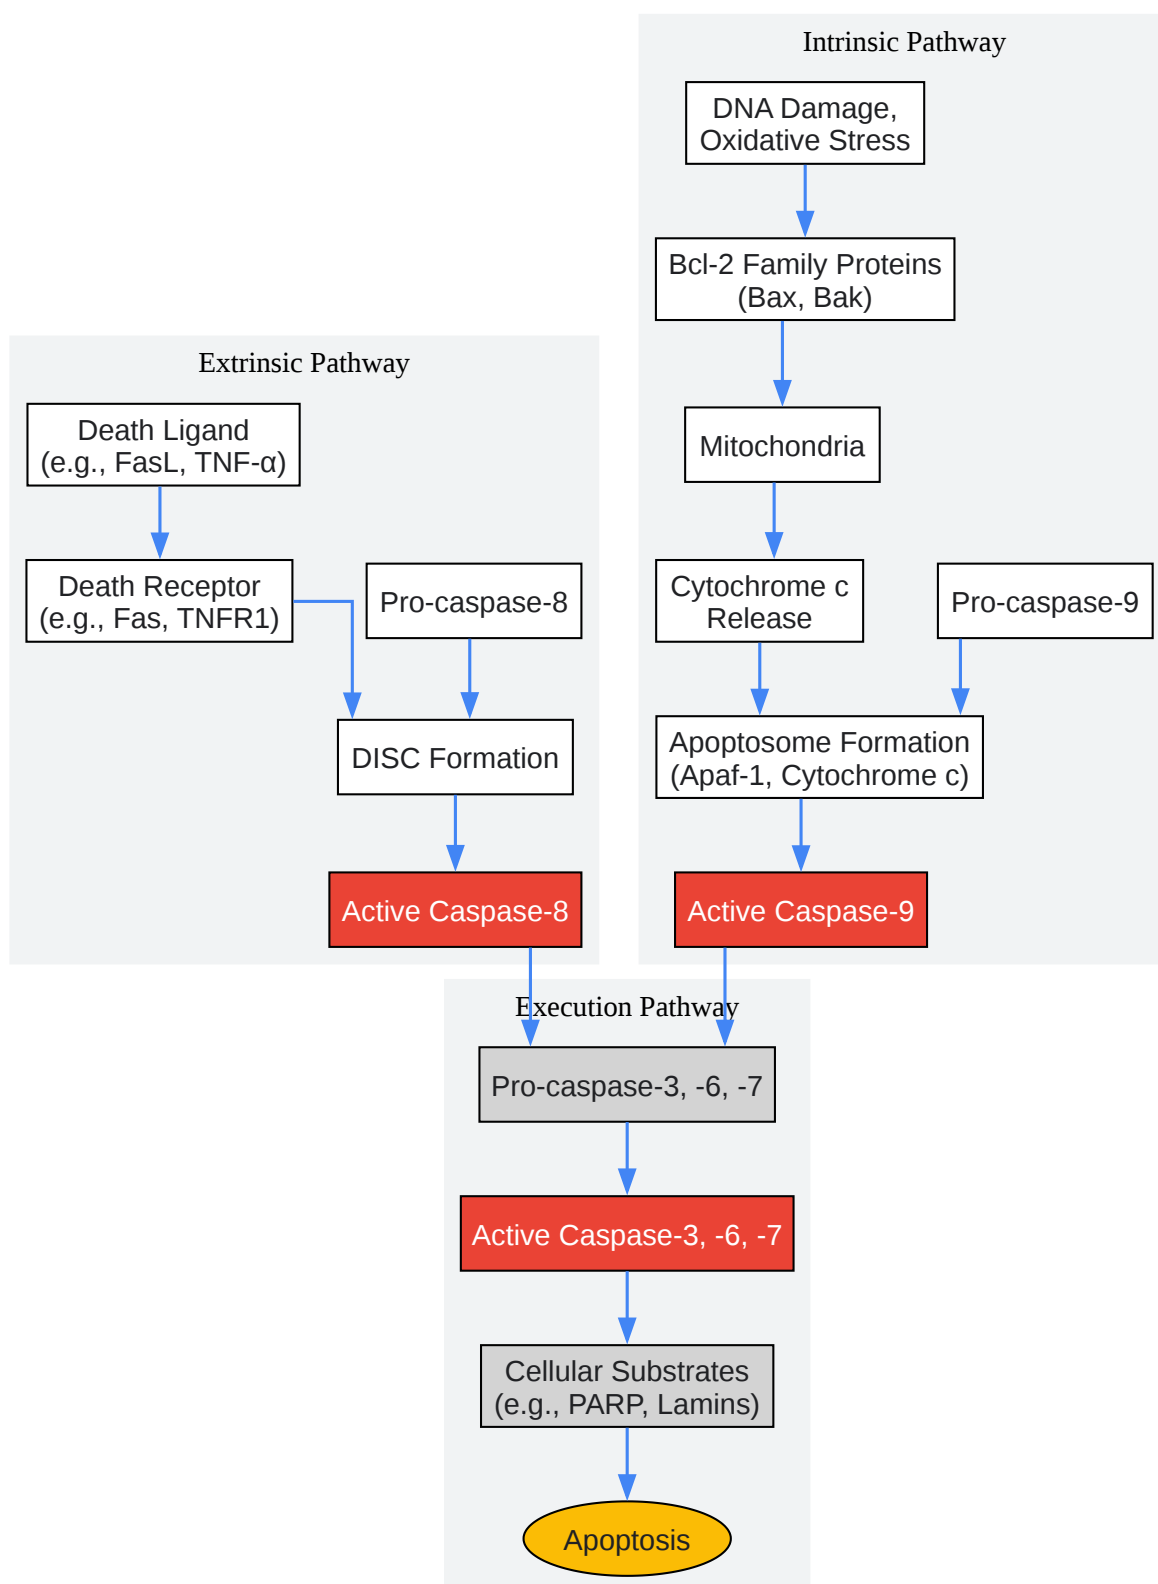 Intrinsic Pathway
DNA Damage,
Oxidative Stress
Bcl-2 Family Proteins
(Bax, Bak)
Mitochondria
Cytochrome c
Release
Pro-caspase-9
Apoptosome Formation
(Apaf-1, Cytochrome c)
Active Caspase-9
Extrinsic Pathway
Death Ligand
(e.g., FasL, TNF-α)
Death Receptor
(e.g., Fas, TNFR1)
Pro-caspase-8
DISC Formation
Active Caspase-8
Execution Pathway
Pro-caspase-3, -6, -7
Active Caspase-3, -6, -7
Cellular Substrates
(e.g., PARP, Lamins)
Apoptosis